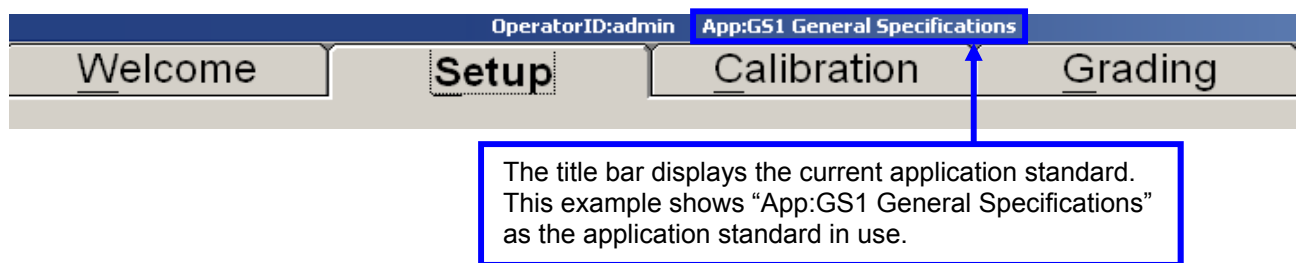 OperatorID:admin App:GS1 General Specifications
Welcome Setup Calibration Grading
The title bar displays the current application standard.
This example shows “App:GS1 General Specifications”
as the application standard in use.